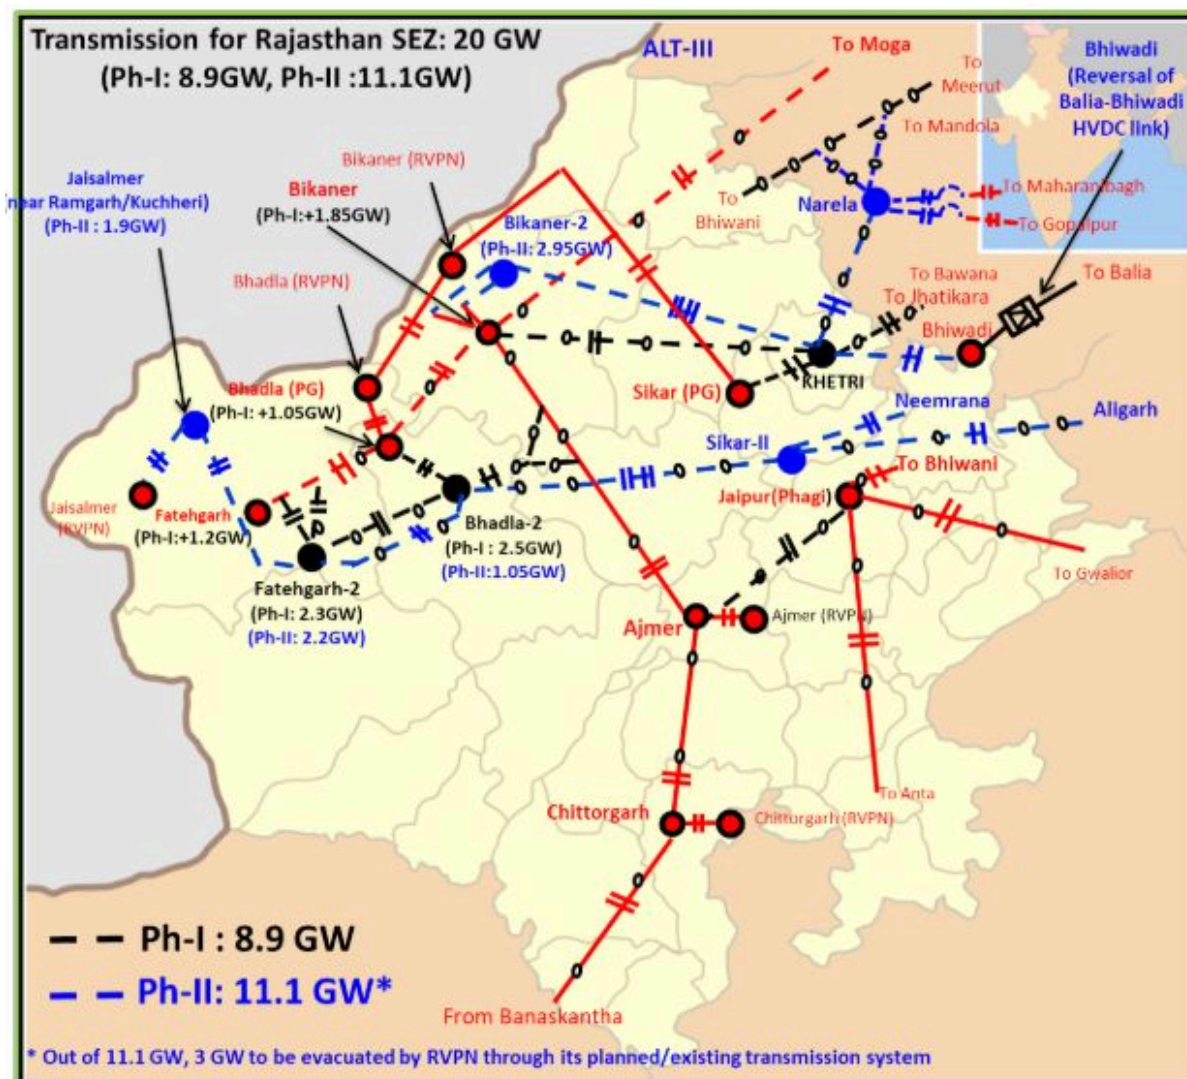 Transmission for Rajasthan SEZ: 20 GW
(Ph-I: 8.9GW, Ph-II :11.1GW)
ALT-III
To Moga
To
Meerut
To Mandola
Bhiwadi
(Reversal of
Balia-Bhiwadi
HVDC link)
Bikaner (RVPN)
Jaisalmer
(near Ramgarh/Kuchheri)
(Ph-II : 1.9GW)
Bikaner
(Ph-I:+1.85GW)
Bikaner-2
(Ph-II: 2.95GW)
To
Bhiwani
Narela
To Maharanibagh
To Gopalpur
Bhadla (RVPN)
To Bawana
To Jhatikara
To Balia
Bhiwadi
Bhadla (PG)
(Ph-I: +1.05GW)
Sikar (PG)
KHETRI
Neemrana
Aligarh
Sikar-II
To Bhiwani
Jaisalmer
(RVPN)
Fatehgarh
(Ph-I:+1.2GW)
Jaipur(Phagi)
Bhadla-2
(Ph-I : 2.5GW)
(Ph-II:1.05GW)
To Gwalior
Fatehgarh-2
(Ph-I: 2.3GW)
(Ph-II: 2.2GW)
Ajmer
Ajmer (RVPN)
To Anta
Chittorgarh
Chittorgarh (RVPN)
Ph-I : 8.9 GW
Ph-II: 11.1 GW*
From Banaskantha
* Out of 11.1 GW, 3 GW to be evacuated by RVPN through its planned/existing transmission system